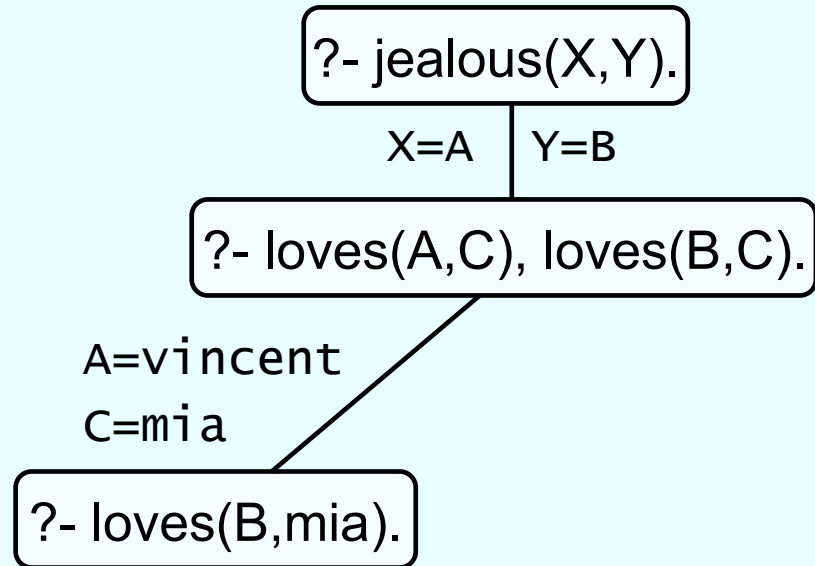 ?- jealous(X,Y).
X=A Y=B
?- loves(A,C), loves(B,C).
A=vincent
C=mia
?- loves(B,mia).